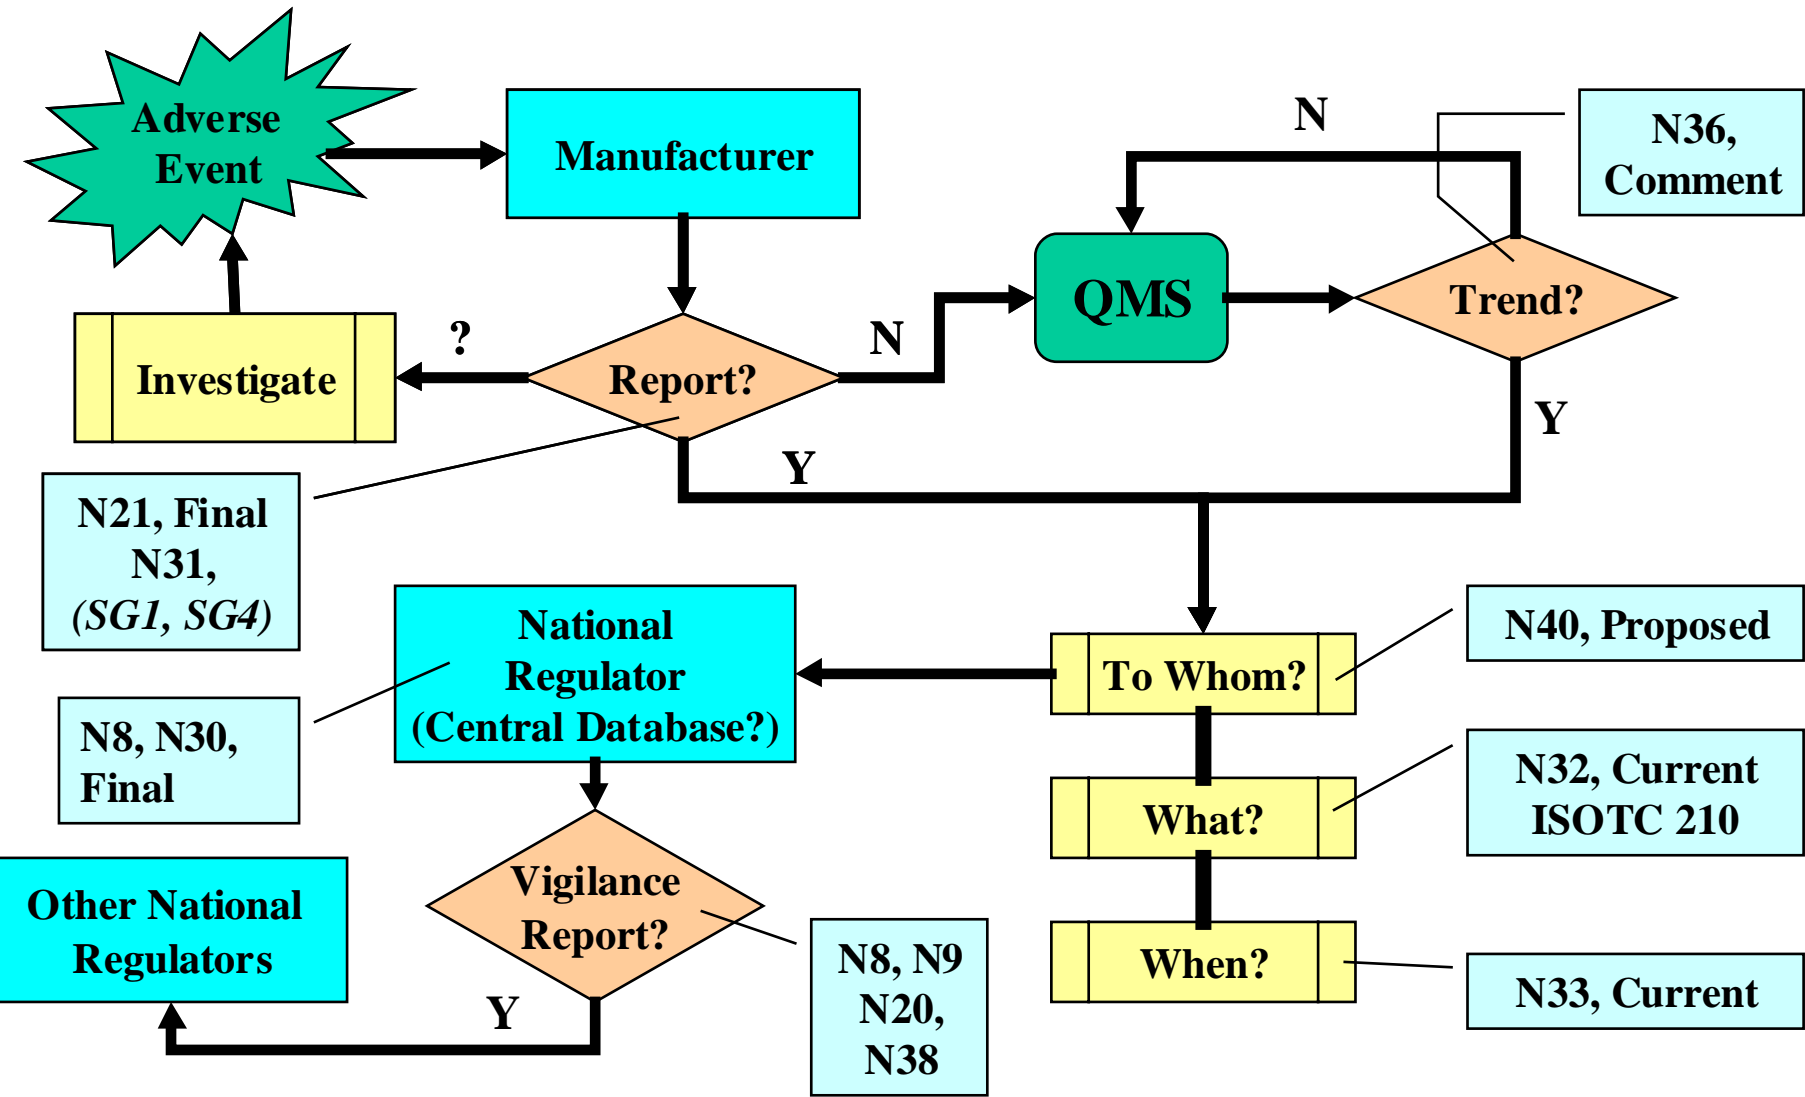 Adverse
Event
Manufacturer
N
N36,
Comment
QMS
Trend?
?
N
Investigate
Report?
Y
Y
N21, Final
N31,
(SG1, SG4)
National
Regulator
(Central Database?)
To Whom?
N40, Proposed
N8, N30,
Final
What?
N32, Current
ISOTC 210
Other National
Regulators
Vigilance
Report?
N8, N9
N20,
N38
When?
N33, Current
Y